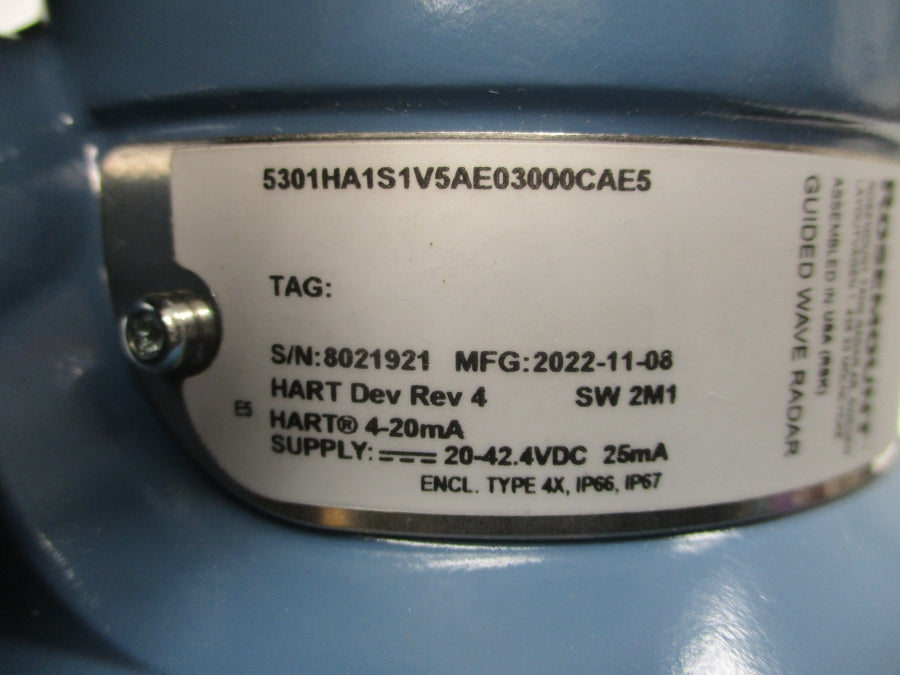 5301HA1S1V5AE03000CAE5
TAG:
S/N:8021921 MFG:2022-11-08
HART Dev Rev 4 SW 2M1
E5
HART® 4-20mA
SUPPLY: 20-42.4VDC 25mA
ENCL. TYPE 4X, IP66, IP67
ROSEMOUNT
ASSEMBLED IN USA
GUIDED WAVE RADAR